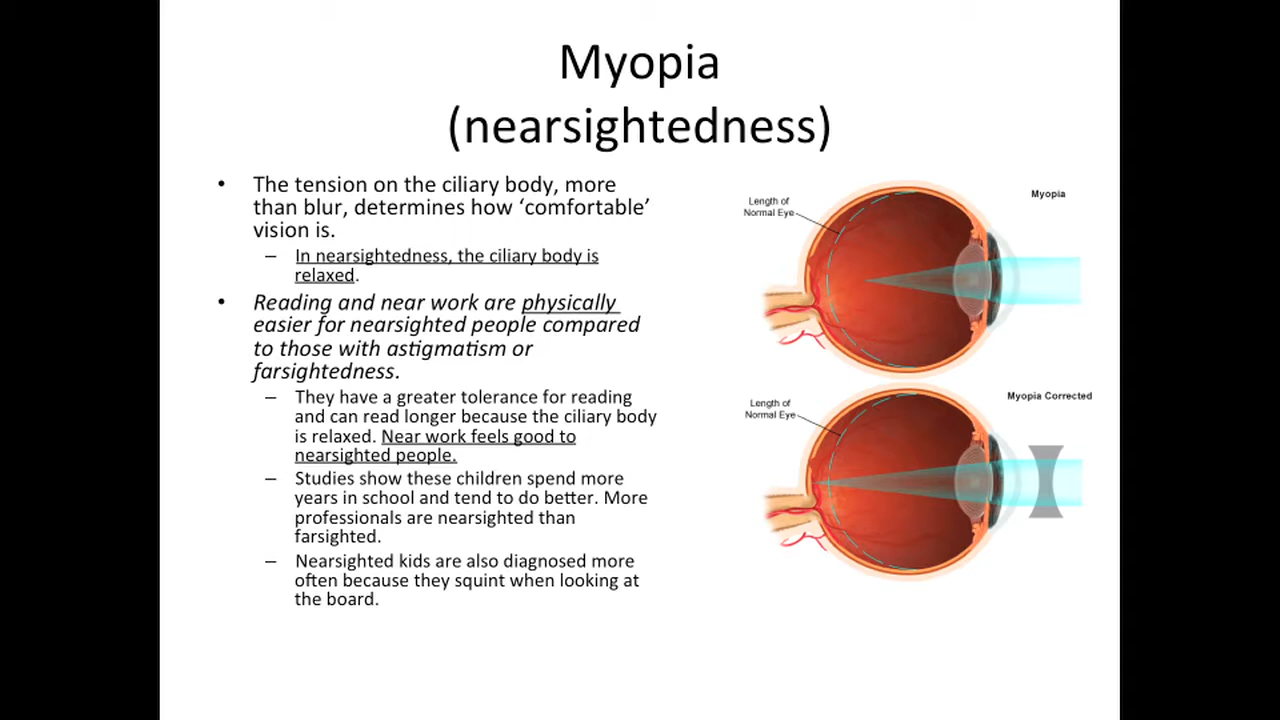 Myopia
(nearsightedness)
• The tension on the ciliary body, more
than blur, determines how ‘comfortable’
vision is.
– In nearsightedness, the ciliary body is
relaxed.
• Reading and near work are physically
easier for nearsighted people compared
to those with astigmatism or
farsightedness.
– They have a greater tolerance for reading
and can read longer because the ciliary body
is relaxed. Near work feels good to
nearsighted people.
– Studies show these children spend more
years in school and tend to do better. More
professionals are nearsighted than
farsighted.
– Nearsighted kids are also diagnosed more
often because they squint when looking at
the board.
Myopia
Length of
Normal Eye
Myopia Corrected
Length of
Normal Eye